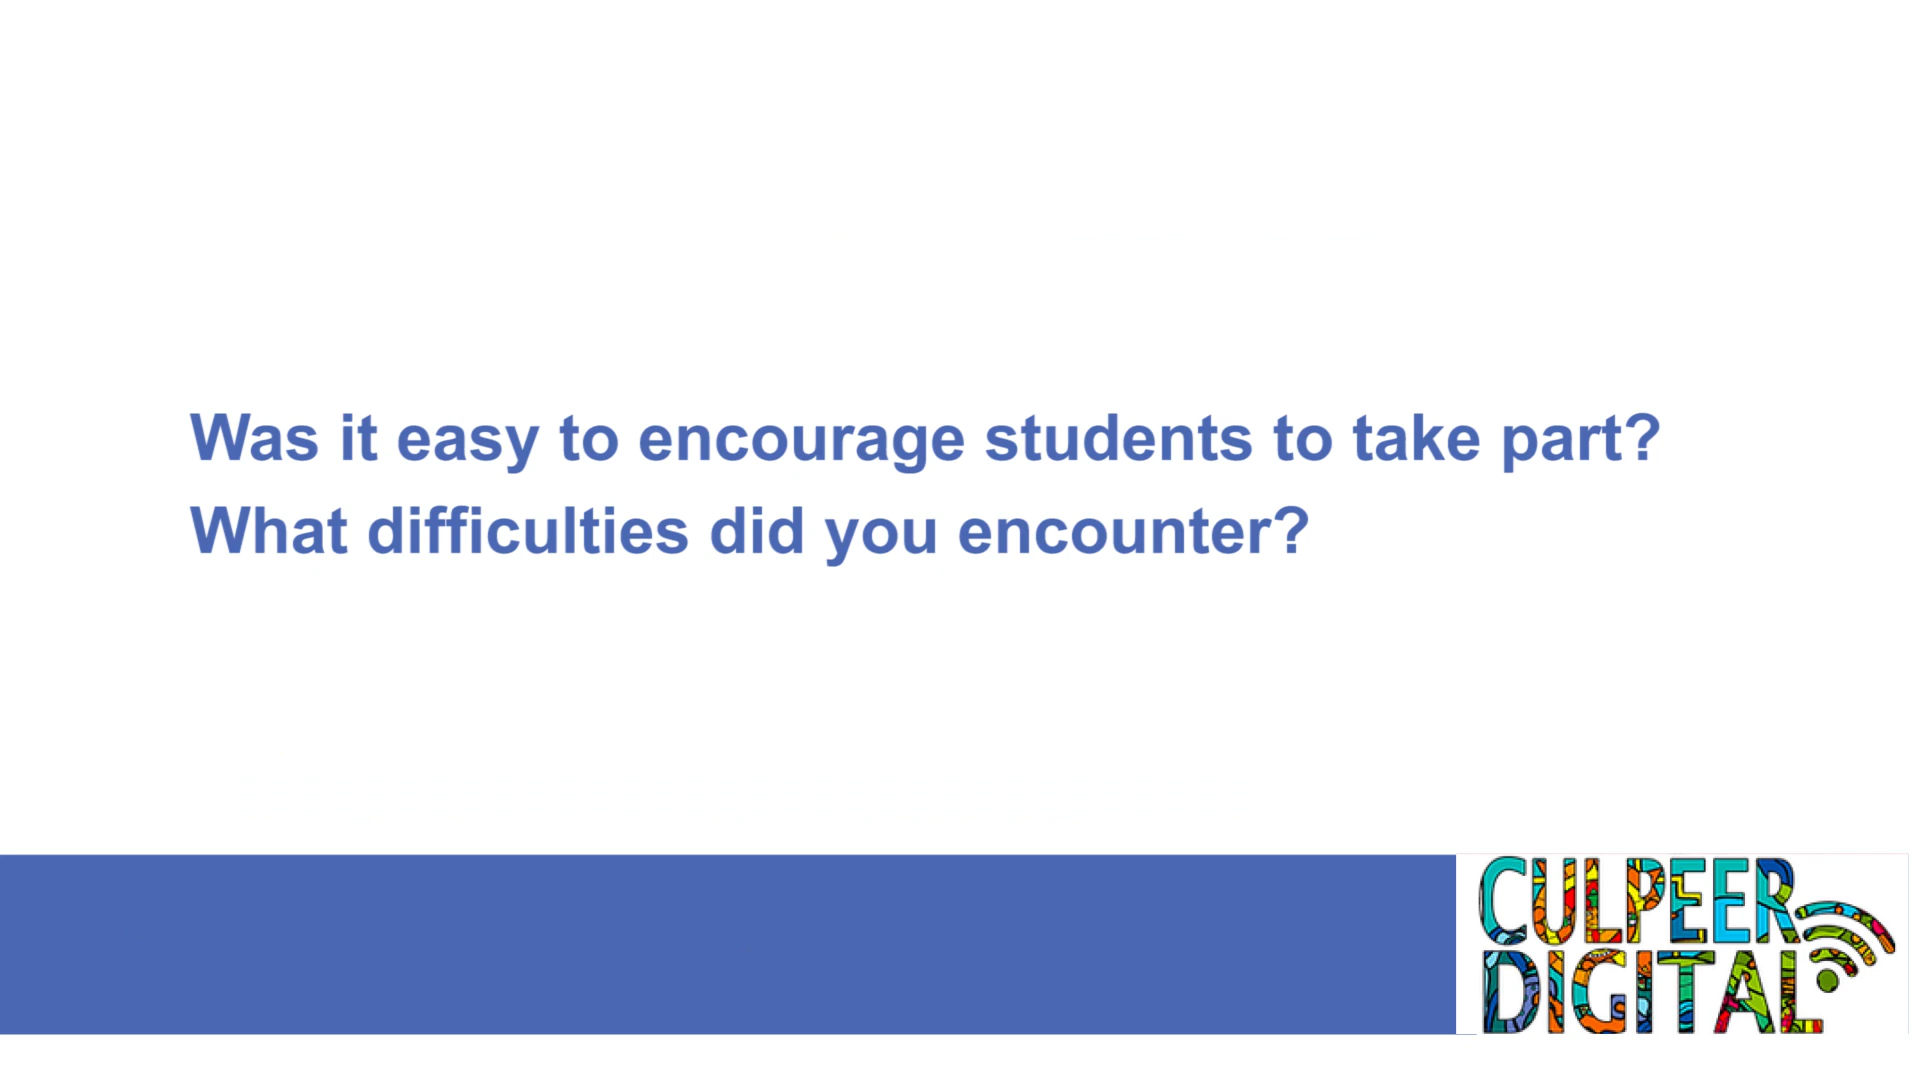 Was it easy to encourage students to take part?
What difficulties did you encounter?
CULPEER
DIGITAL